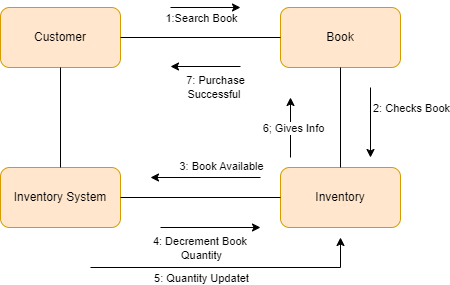 1:Search Book
Customer
Book
7: Purchase
Successful
2: Checks Book
6; Gives Info
3: Book Available
Inventory System
Inventory
4: Decrement Book
Quantity
5: Quantity Updatet